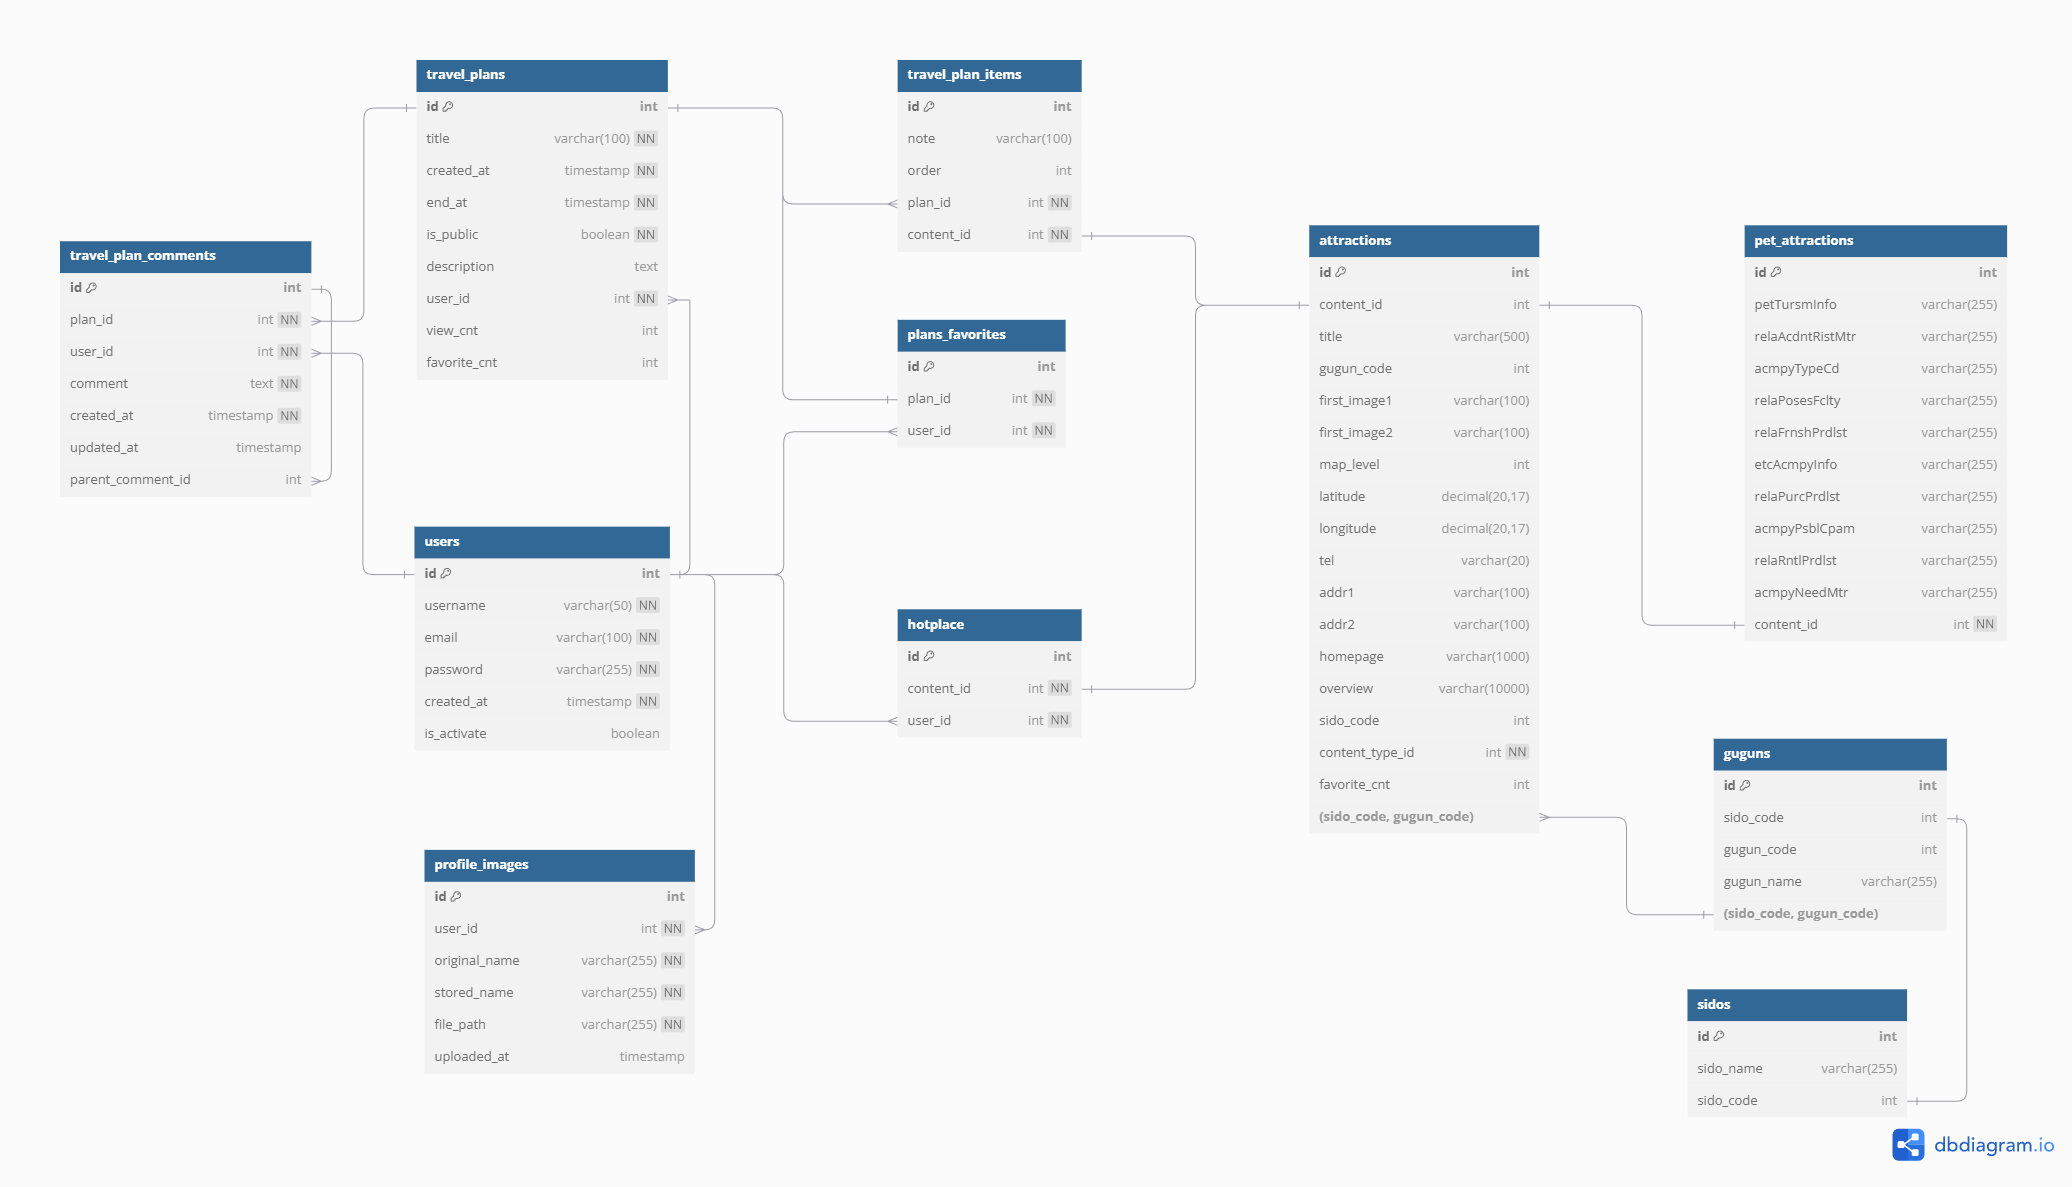 travel_plans
id int
title varchar(100) NN
created_at timestamp NN
end_at timestamp NN
is_public boolean NN
description text
user_id int NN
view_cnt int
favorite_cnt int
travel_plan_items
id int
note varchar(100)
order int
plan_id int NN
content_id int NN
travel_plan_comments
id int
plan_id int NN
user_id int NN
comment text NN
created_at timestamp NN
updated_at timestamp
parent_comment_id int
plans_favorites
id int
plan_id int NN
user_id int NN
attractions
id int
content_id int
title varchar(500)
gugun_code int
first_image1 varchar(100)
first_image2 varchar(100)
map_level int
latitude decimal(20,17)
longitude decimal(20,17)
tel varchar(20)
addr1 varchar(100)
addr2 varchar(100)
homepage varchar(1000)
overview varchar(10000)
sido_code int
content_type_id int NN
favorite_cnt int
(sido_code, gugun_code)
pet_attractions
id int
petTursmInfo varchar(255)
relaAcdntRistMtr varchar(255)
acmpyTypeCd varchar(255)
relaPosesFclty varchar(255)
relaFrnshPrdlst varchar(255)
etcAcmpyInfo varchar(255)
relaPurcPrdlst varchar(255)
acmpyPsblCpam varchar(255)
relaRntlPrdlst varchar(255)
acmpyNeedMtr varchar(255)
content_id int NN
users
id int
username varchar(50) NN
email varchar(100) NN
password varchar(255) NN
created_at timestamp NN
is_activate boolean
hotplace
id int
content_id int NN
user_id int NN
profile_images
id int
user_id int NN
original_name varchar(255) NN
stored_name varchar(255) NN
file_path varchar(255) NN
uploaded_at timestamp
guguns
id int
sido_code int
gugun_code int
gugun_name varchar(255)
(sido_code, gugun_code)
sidos
id int
sido_name varchar(255)
sido_code int
dbdiagram.io